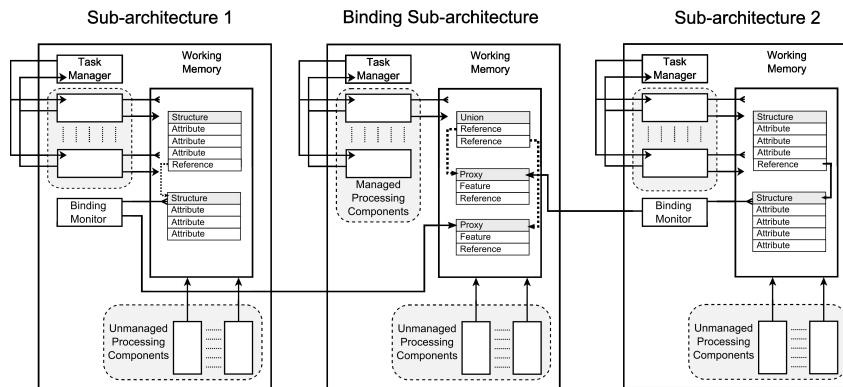 Sub-architecture 1
Binding Sub-architecture
Sub-architecture 2
Task
Manager
Working
Memory
Structure
Attribute
Attribute
Attribute
Reference
Structure
Attribute
Attribute
Attribute
Binding
Monitor
Unmanaged
Processing
Components
Task
Manager
Working
Memory
Union
Reference
Reference
Proxy
Feature
Reference
Managed
Processing
Components
Proxy
Feature
Reference
Unmanaged
Processing
Components
Task
Manager
Working
Memory
Structure
Attribute
Attribute
Attribute
Reference
Structure
Attribute
Attribute
Attribute
Attribute
Binding
Monitor
Unmanaged
Processing
Components